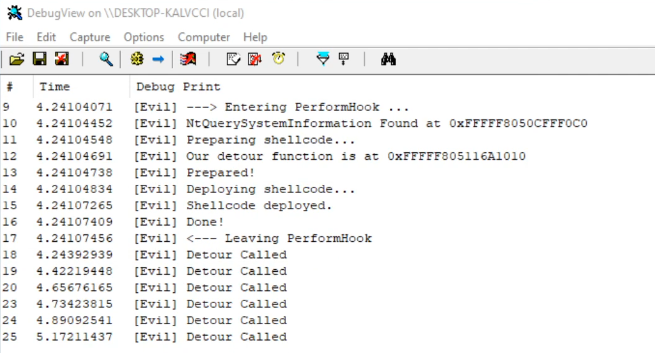 DebugView on \\DESKTOP-KALVCCI (local)
File Edit Capture Options Computer Help
# Time Debug Print
9 4.24104071 [Evil] ---> Entering PerformHook ...
10 4.24104452 [Evil] NtQuerySystemInformation Found at 0xFFFFF8050CFFF0C0
11 4.24104548 [Evil] Preparing shellcode...
12 4.24104691 [Evil] Our detour function is at 0xFFFFF805116A1010
13 4.24104738 [Evil] Prepared!
14 4.24104834 [Evil] Deploying shellcode...
15 4.24107265 [Evil] Shellcode deployed.
16 4.24107409 [Evil] Done!
17 4.24107456 [Evil] <--- Leaving PerformHook
18 4.24392939 [Evil] Detour Called
19 4.42219448 [Evil] Detour Called
20 4.65676165 [Evil] Detour Called
23 4.73423815 [Evil] Detour Called
24 4.89092541 [Evil] Detour Called
25 5.17211437 [Evil] Detour Called